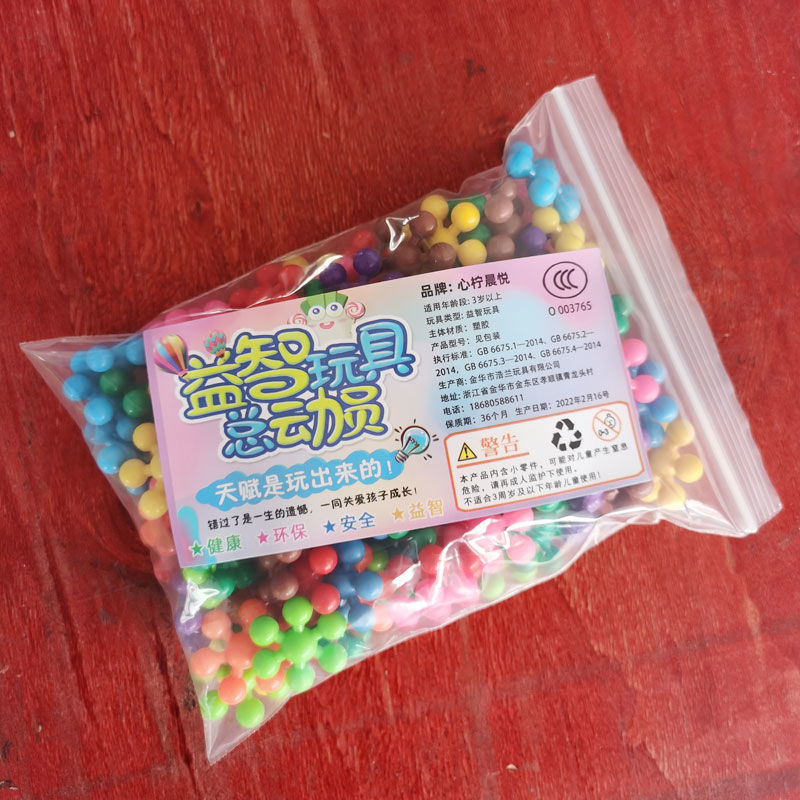 益智玩具
总动员
天赋是玩出来的！
错过了是一生的遗憾，一同关爱孩子成长！
★健康 ★环保 ★安全 ★益智
品牌：心柠晨悦
适用年龄段：3岁以上
玩具类型：益智玩具
主体材质：塑胶
产品型号：见包装
执行标准：GB 6675.1—2014、GB 6675.2—
2014、GB 6675.3—2014、GB 6675.4—2014
生产商：金华市浩兰玩具有限公司
地址：浙江省金华市金东区孝顺镇青龙头村
电话：18680588611
保质期：36个月 生产日期：2022年2月16号
CCC
O 003765
警告
0-3
本产品内含小零件，可能对儿童产生窒息
危险，请再成人监护下使用。
不适合3周岁及以下年龄儿童使用！